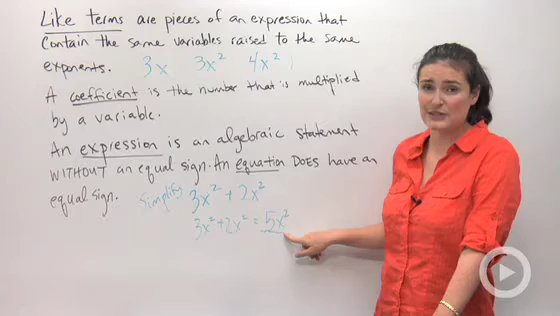 Like terms are pieces of an expression that
contain the same variables raised to the same
exponents. 3x 3x² 4x²
A coefficient is the number that is multiplied
by a variable.
An expression is an algebraic statement
WITHOUT an equal sign. An equation DOES have an
equal sign. Simplify 3x² + 2x²
3x² + 2x² = 5x²